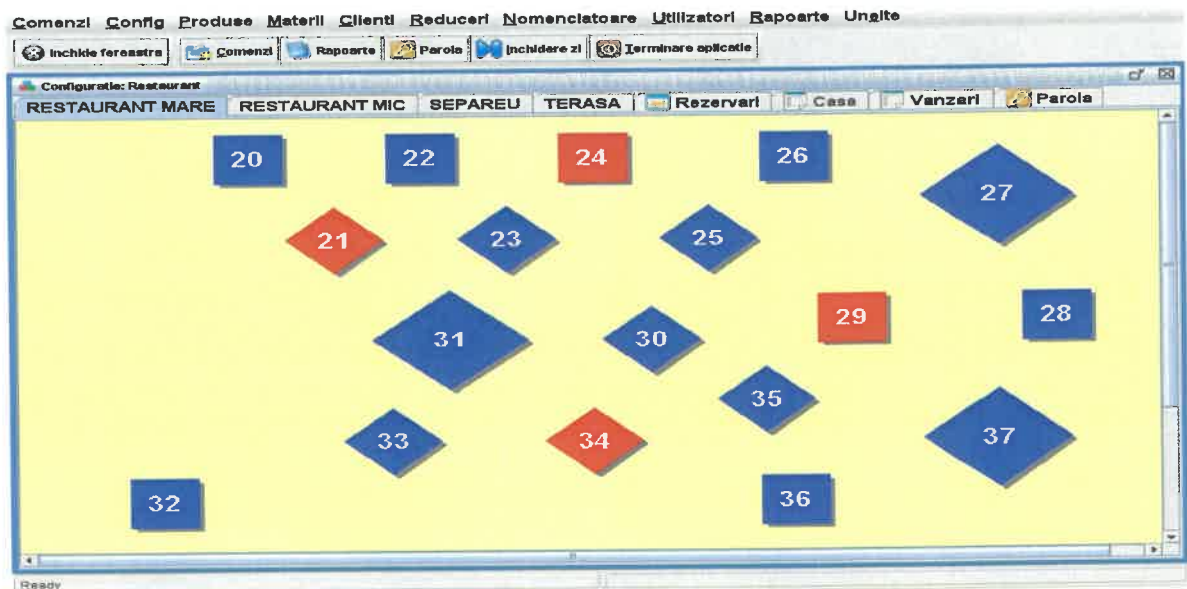 Comenzi Config Produse Materii Clienti Reduceri Nomenclatoare Utilizatori Rapoarte Unelte
Inchide fereastra Comenzi Rapoarte Parola Inchidere zi Terminare aplicatie
Configuratie: Restaurant
RESTAURANT MARE RESTAURANT MIC SEPAREU TERASA Rezervari Casa Vanzari Parola
20 22 24 26
27
21 23 25
29 28
31 30
35
33 34 37
32 36
Ready